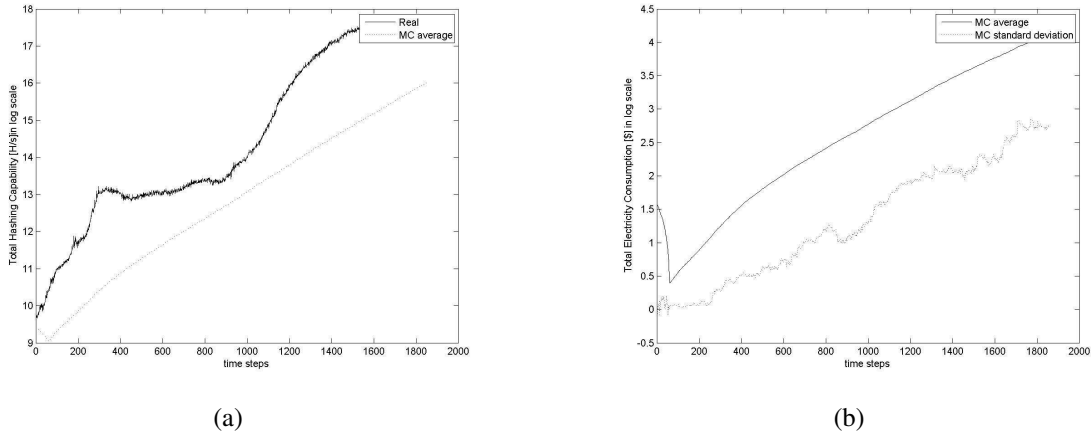 18
17
16
15
14
13
12
11
10
9
Total Hashing Capability [H/s]in log scale
Real
MC average
0 200 400 600 800 1000 1200 1400 1600 1800 2000
time steps
(a)
4.5
4
3.5
3
2.5
2
1.5
1
0.5
0
-0.5
Total Electricity Consumption [$] in log scale
MC average
MC standard deviation
0 200 400 600 800 1000 1200 1400 1600 1800 2000
time steps
(b)